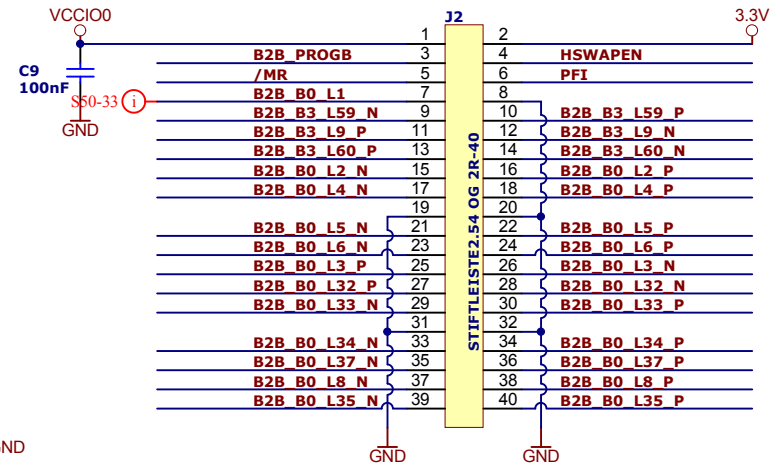 VCCIO0 J2 3.3V
1 2
B2B_PROGB 3 4 HSWAPEN
/MR 5 6 PFI
C9
100nF
S50-33 i B2B_B0_L1 7 8
B2B_B3_L59_N 9 10 B2B_B3_L59_P
GND B2B_B3_L9_P 11 12 B2B_B3_L9_N
B2B_B3_L60_P 13 14 B2B_B3_L60_N
B2B_B0_L2_N 15 16 B2B_B0_L2_P
B2B_B0_L4_N 17 18 B2B_B0_L4_P
19 20
B2B_B0_L5_N 21 22 B2B_B0_L5_P
B2B_B0_L6_N 23 24 B2B_B0_L6_P
B2B_B0_L3_P 25 26 B2B_B0_L3_N
B2B_B0_L32_P 27 28 B2B_B0_L32_N
B2B_B0_L33_N 29 30 B2B_B0_L33_P
31 32
B2B_B0_L34_N 33 34 B2B_B0_L34_P
B2B_B0_L37_N 35 36 B2B_B0_L37_P
B2B_B0_L8_N 37 38 B2B_B0_L8_P
B2B_B0_L35_N 39 40 B2B_B0_L35_P
STIFTLEISTE2.54 OG 2R-40
GND GND